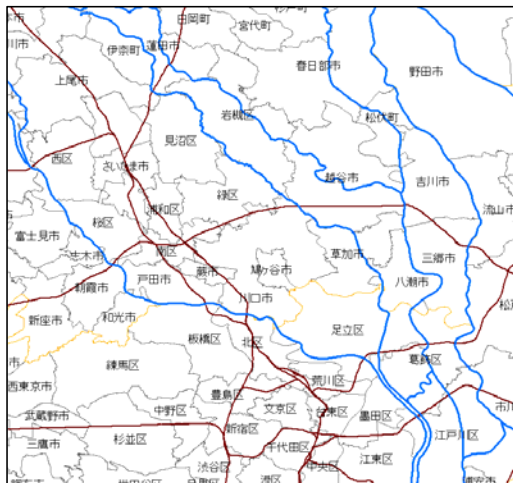 白岡町
宮代町
蓮田市
伊奈町
川市
春日部市
野田市
上尾市
岩槻区
松伏町
見沼区
西区
さいたま市
越谷市
吉川市
緑区
流山市
浦和区
桜区
富士見市
草加市
南区
三郷市
戸田市
蕨市
鳩ヶ谷市
朝霞市
八潮市
川口市
新座市
和光市
足立区
板橋区
北区
葛飾区
練馬区
荒川区
西東京市
豊島区
文京区
台東区
墨田区
武蔵野市
中野区
新宿区
江戸川区
杉並区
千代田区
三鷹市
江東区
渋谷区
中央